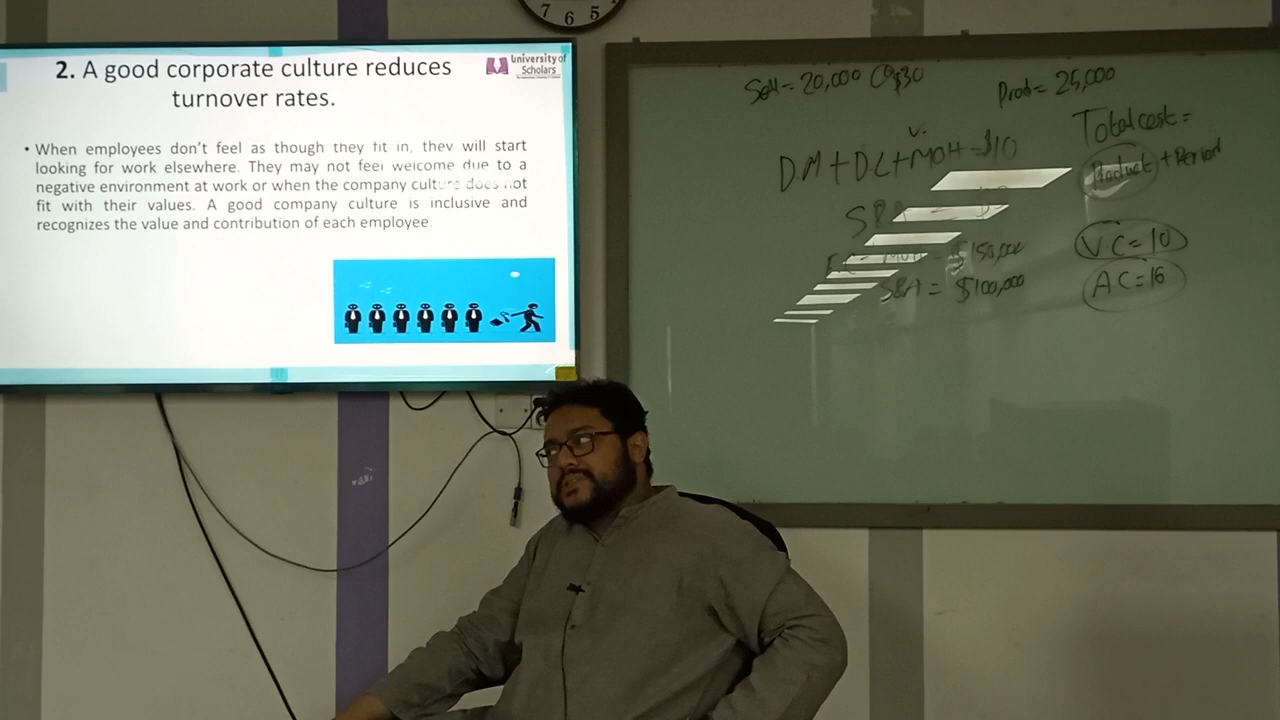 7 6 5
2. A good corporate culture reduces
turnover rates.
University of
Scholars
• When employees don't feel as though they fit in, they will start
looking for work elsewhere. They may not feel welcome due to a
negative environment at work or when the company culture does not
fit with their values. A good company culture is inclusive and
recognizes the value and contribution of each employee.
Sell = 20,000 @$30
Prod = 25,000
V.
DM+DL+MOH=$10
Total cost =
Product + Period
MOH $150,000
S&A = $100,000
VC=10
AC=16